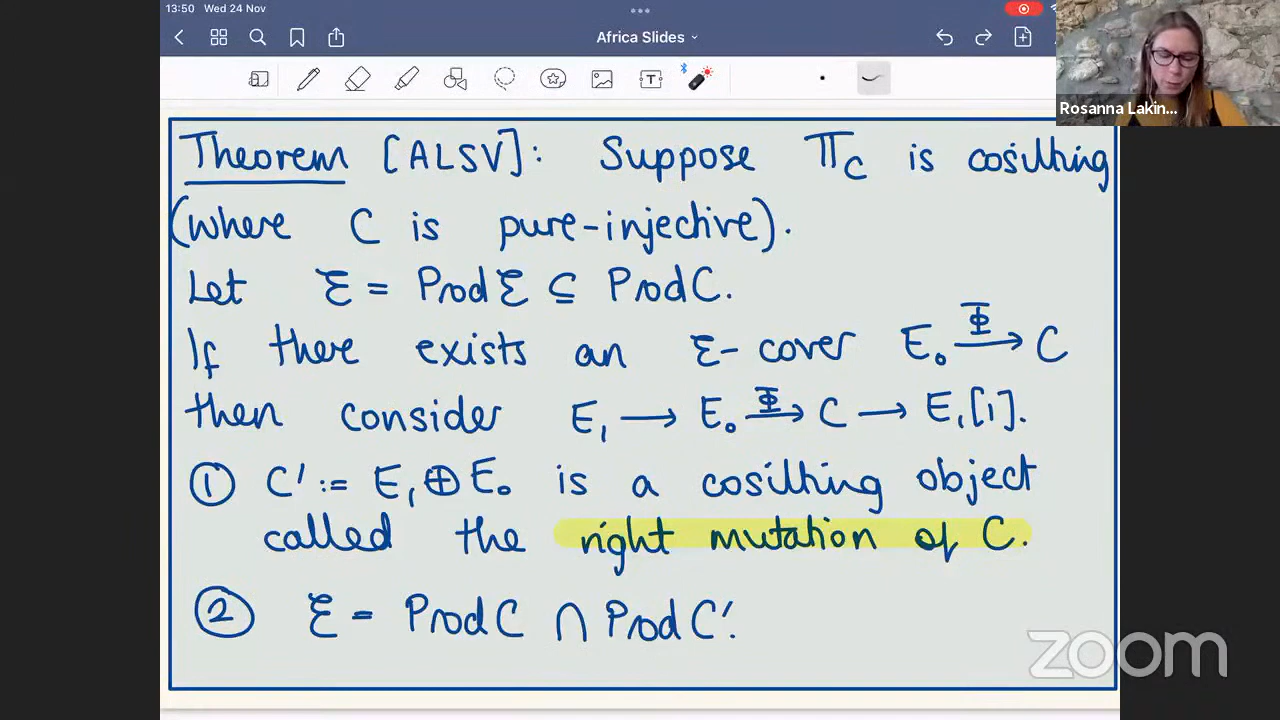 13:50 Wed 24 Nov
Africa Slides
Rosanna Lakin...
Theorem [ALSV]: Suppose 𝕋_C is cosilting
(where C is pure-injective).
Let ℰ = Prod ℰ ⊆ Prod C.
If there exists an ℰ-cover E₀ —Φ→ C
then consider E₁ → E₀ —Φ→ C → E₁[1].
① C' := E₁ ⊕ E₀ is a cosilting object
called the right mutation of C.
② ℰ = Prod C ∩ Prod C'.
zoom